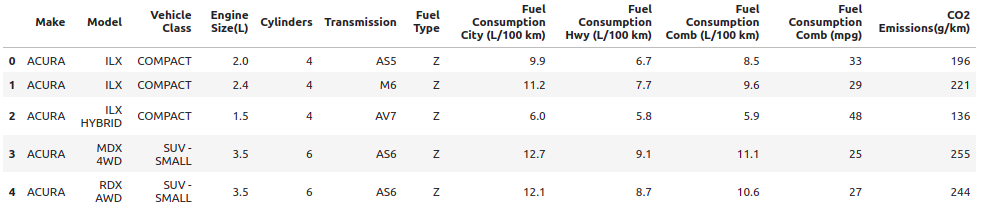 Make Model Vehicle Class Engine Size(L) Cylinders Transmission Fuel Type Fuel Consumption City (L/100 km) Fuel Consumption Hwy (L/100 km) Fuel Consumption Comb (L/100 km) Fuel Consumption Comb (mpg) CO2 Emissions(g/km)
0 ACURA ILX COMPACT 2.0 4 AS5 Z 9.9 6.7 8.5 33 196
1 ACURA ILX COMPACT 2.4 4 M6 Z 11.2 7.7 9.6 29 221
2 ACURA ILX HYBRID COMPACT 1.5 4 AV7 Z 6.0 5.8 5.9 48 136
3 ACURA MDX 4WD SUV - SMALL 3.5 6 AS6 Z 12.7 9.1 11.1 25 255
4 ACURA RDX AWD SUV - SMALL 3.5 6 AS6 Z 12.1 8.7 10.6 27 244